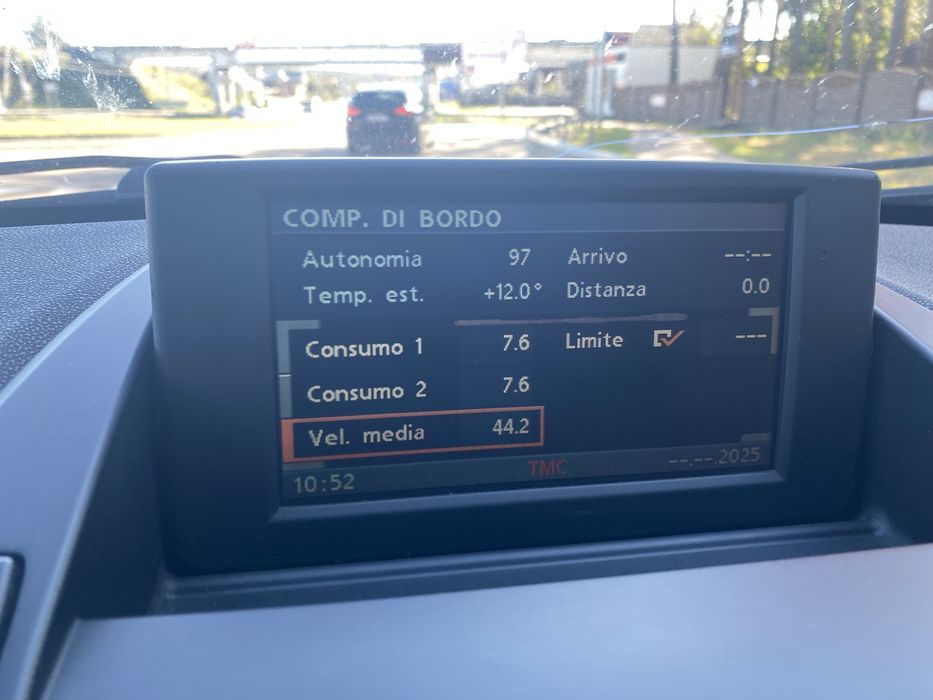 COMP. DI BORDO
Autonomia 97 Arrivo --:--
Temp. est. +12.0° Distanza 0.0
Consumo 1 7.6 Limite ---
Consumo 2 7.6
Vel. media 44.2
10:52 TMC --.--.2025